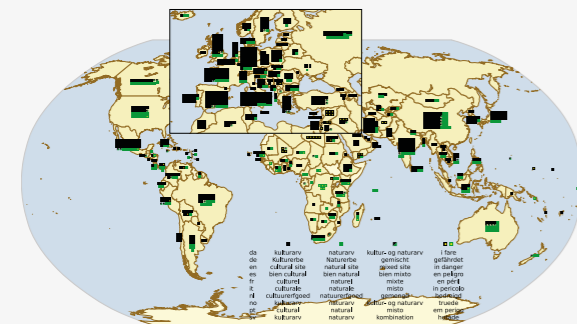 da kulturarv naturarv kultur- og naturarv i fare
de Kulturerbe Naturerbe gemischt gefährdet
en cultural site natural site mixed site in danger
es bien cultural bien natural bien mixto en peligro
fr culturel naturel mixte en péril
it culturale naturale misto in pericolo
nl cultuurerfgoed natuurerfgoed gemengd bedreigd
no kulturarv naturarv kultur- og naturarv truede
pt cultural natural misto em perigo
sv kulturarv naturarv kombination hotade